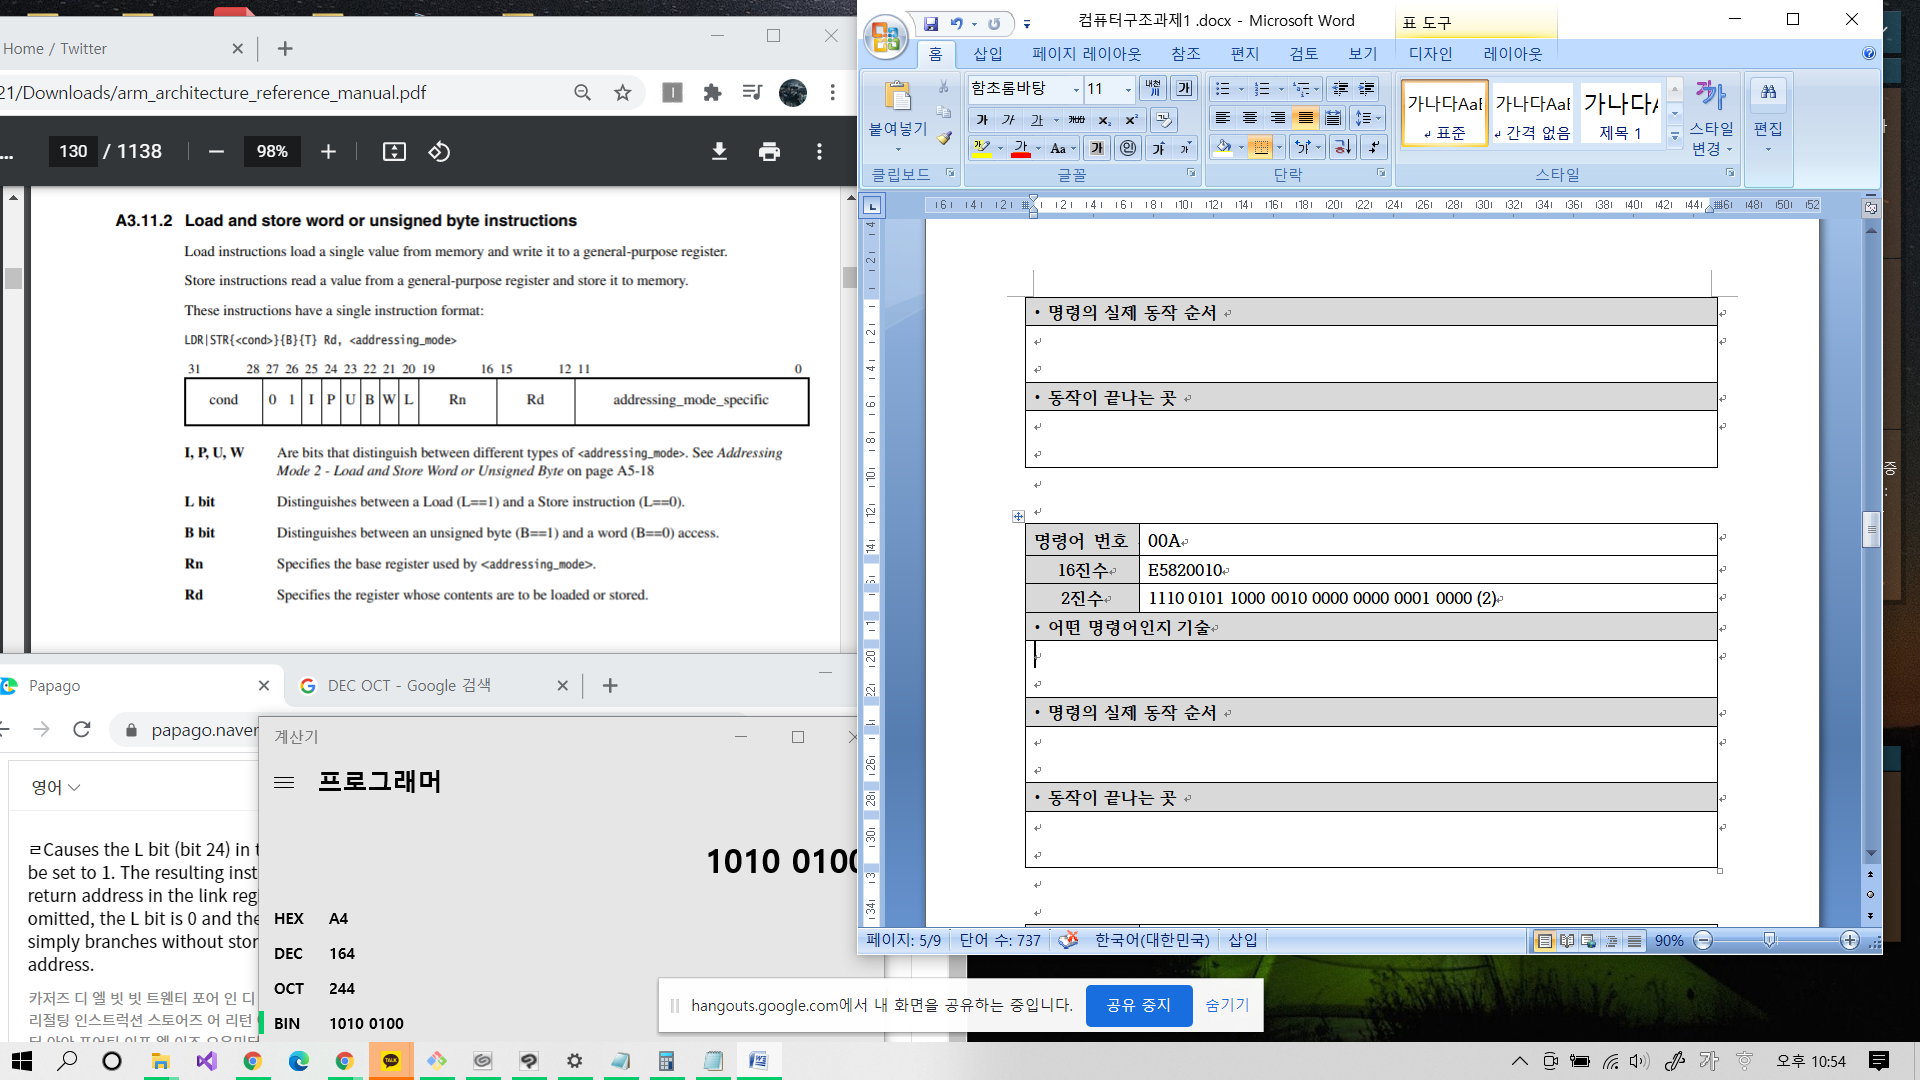 Home / Twitter
21/Downloads/arm_architecture_reference_manual.pdf
130 / 1138
98%
A3.11.2 Load and store word or unsigned byte instructions
Load instructions load a single value from memory and write it to a general-purpose register.
Store instructions read a value from a general-purpose register and store it to memory.
These instructions have a single instruction format:
LDR|STR{<cond>}{B}{T} Rd, <addressing_mode>
31 28 27 26 25 24 23 22 21 20 19 16 15 12 11 0
cond 0 1 I P U B W L Rn Rd addressing_mode_specific
I, P, U, W Are bits that distinguish between different types of <addressing_mode>. See Addressing
Mode 2 - Load and Store Word or Unsigned Byte on page A5-18
L bit Distinguishes between a Load (L==1) and a Store instruction (L==0).
B bit Distinguishes between an unsigned byte (B==1) and a word (B==0) access.
Rn Specifies the base register used by <addressing_mode>.
Rd Specifies the register whose contents are to be loaded or stored.
Papago
DEC OCT - Google 검색
papago.naver
영어
ㄹCauses the L bit (bit 24) in t
be set to 1. The resulting inst
return address in the link reg
omitted, the L bit is 0 and the
simply branches without stor
address.
카저즈 디 엘 빗 빗 트웬티 포어 인 디
리절팅 인스트럭션 스토어즈 어 리턴
계산기
프로그래머
1010 0100
HEX A4
DEC 164
OCT 244
BIN 1010 0100
컴퓨터구조과제1 .docx - Microsoft Word
표 도구
홈 삽입 페이지 레이아웃 참조 편지 검토 보기 디자인 레이아웃
붙여넣기
클립보드
함초롬바탕 11
글꼴
단락
가나다AaB 가나다AaB 가나다A
표준 간격 없음 제목 1
스타일 변경
스타일
편집
• 명령의 실제 동작 순서
• 동작이 끝나는 곳
명령어 번호 00A
16진수 E5820010
2진수 1110 0101 1000 0010 0000 0000 0001 0000 (2)
• 어떤 명령어인지 기술
• 명령의 실제 동작 순서
• 동작이 끝나는 곳
페이지: 5/9 단어 수: 737 한국어(대한민국) 삽입 90%
hangouts.google.com에서 내 화면을 공유하는 중입니다. 공유 중지 숨기기
오후 10:54